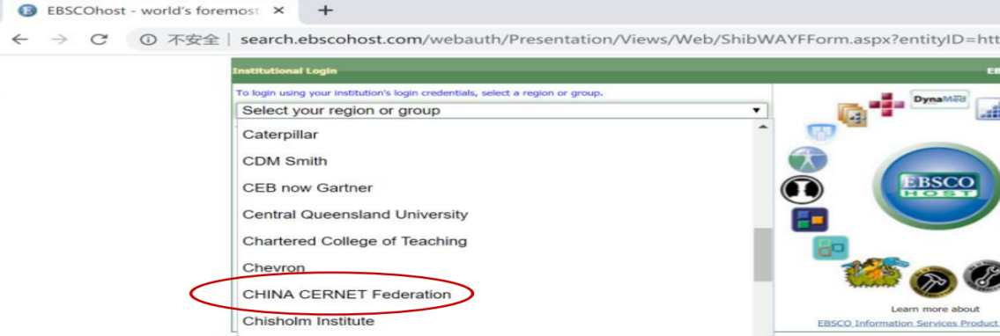 EBSCOhost - world's foremost
不安全 search.ebscohost.com/webauth/Presentation/Views/Web/ShibWAYFForm.aspx?entityID=htt
Institutional Login
EB
To login using your institution's login credentials, select a region or group.
Select your region or group
Caterpillar
CDM Smith
CEB now Gartner
Central Queensland University
Chartered College of Teaching
Chevron
CHINA CERNET Federation
Chisholm Institute
DynaMed
EBSCO
HOST
Learn more about
EBSCO Information Services Product